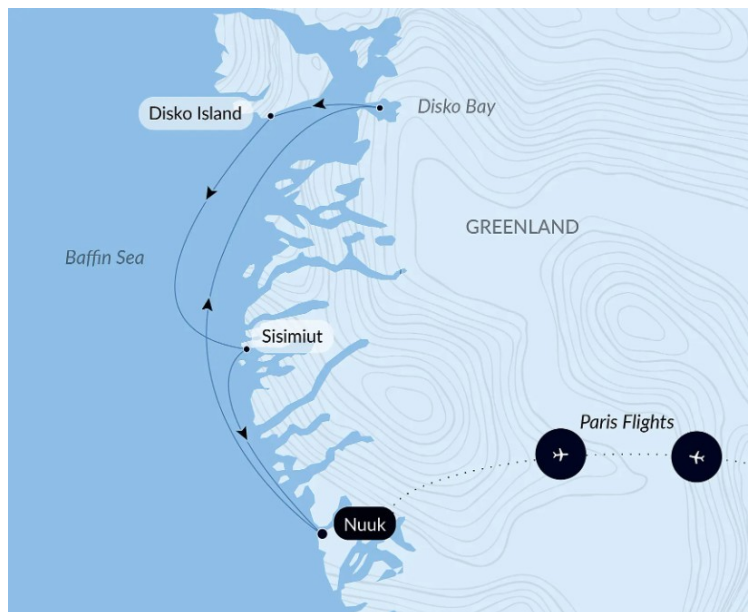 Disko Island
Disko Bay
GREENLAND
Baffin Sea
Sisimiut
Paris Flights
Nuuk